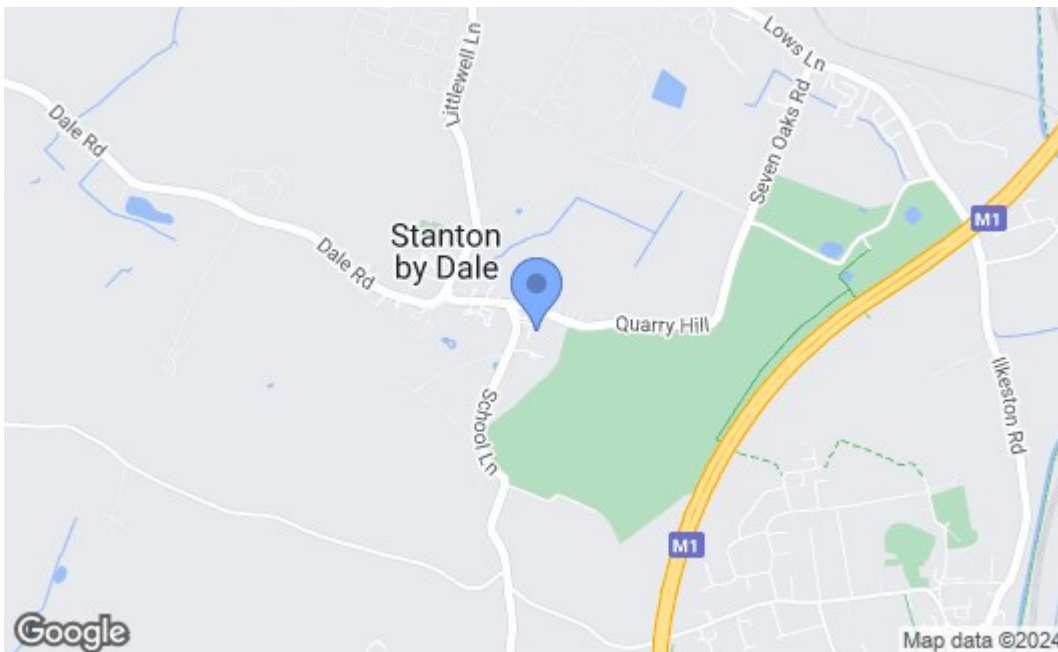 Lows Ln
Littlewell Ln
Dale Rd
Seven Oaks Rd
M1
Stanton
by Dale
Dale Rd
Quarry Hill
Ilkeston Rd
School Ln
M1
Google
Map data ©2024